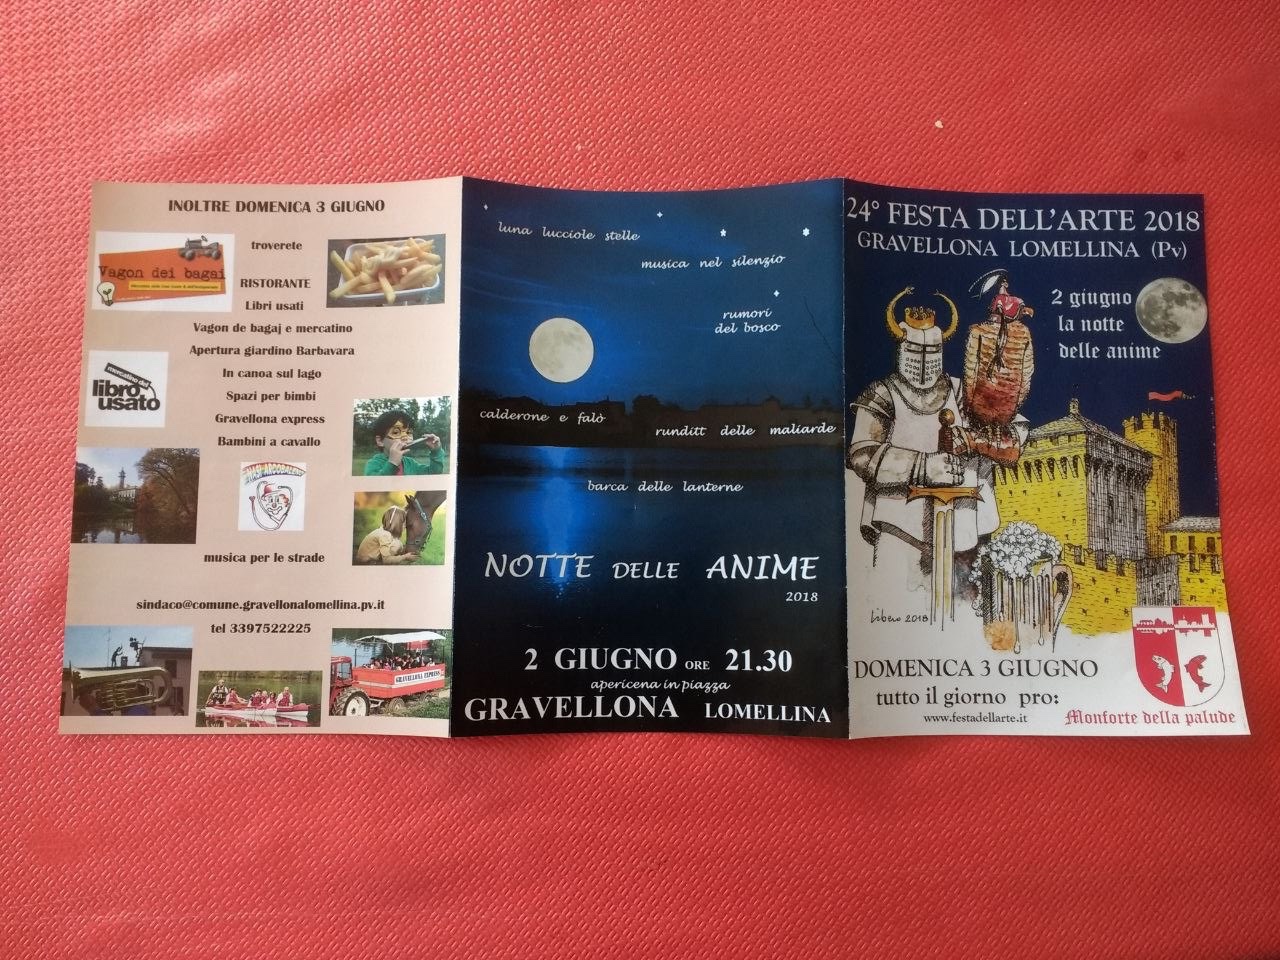 INOLTRE DOMENICA 3 GIUGNO
troverete
Vagon dei bagai
RISTORANTE
Libri usati
Vagon de bagaj e mercatino
Apertura giardino Barbavara
In canoa sul lago
Spazi per bimbi
Gravellona express
Bambini a cavallo
mercatino del
libro
usato
NASI ARCOBALENO
musica per le strade
sindaco@comune.gravellonalomellina.pv.it
tel 3397522225
GRAVELLONA EXPRESS
luna lucciole stelle
musica nel silenzio
rumori
del bosco
calderone e falò
runditt delle maliarde
barca delle lanterne
NOTTE DELLE ANIME
2018
2 GIUGNO ORE 21.30
apericena in piazza
GRAVELLONA LOMELLINA
24° FESTA DELL'ARTE 2018
GRAVELLONA LOMELLINA (Pv)
2 giugno
la notte
delle anime
Libero 2018
DOMENICA 3 GIUGNO
tutto il giorno pro:
www.festadellarte.it
Monforte della palude